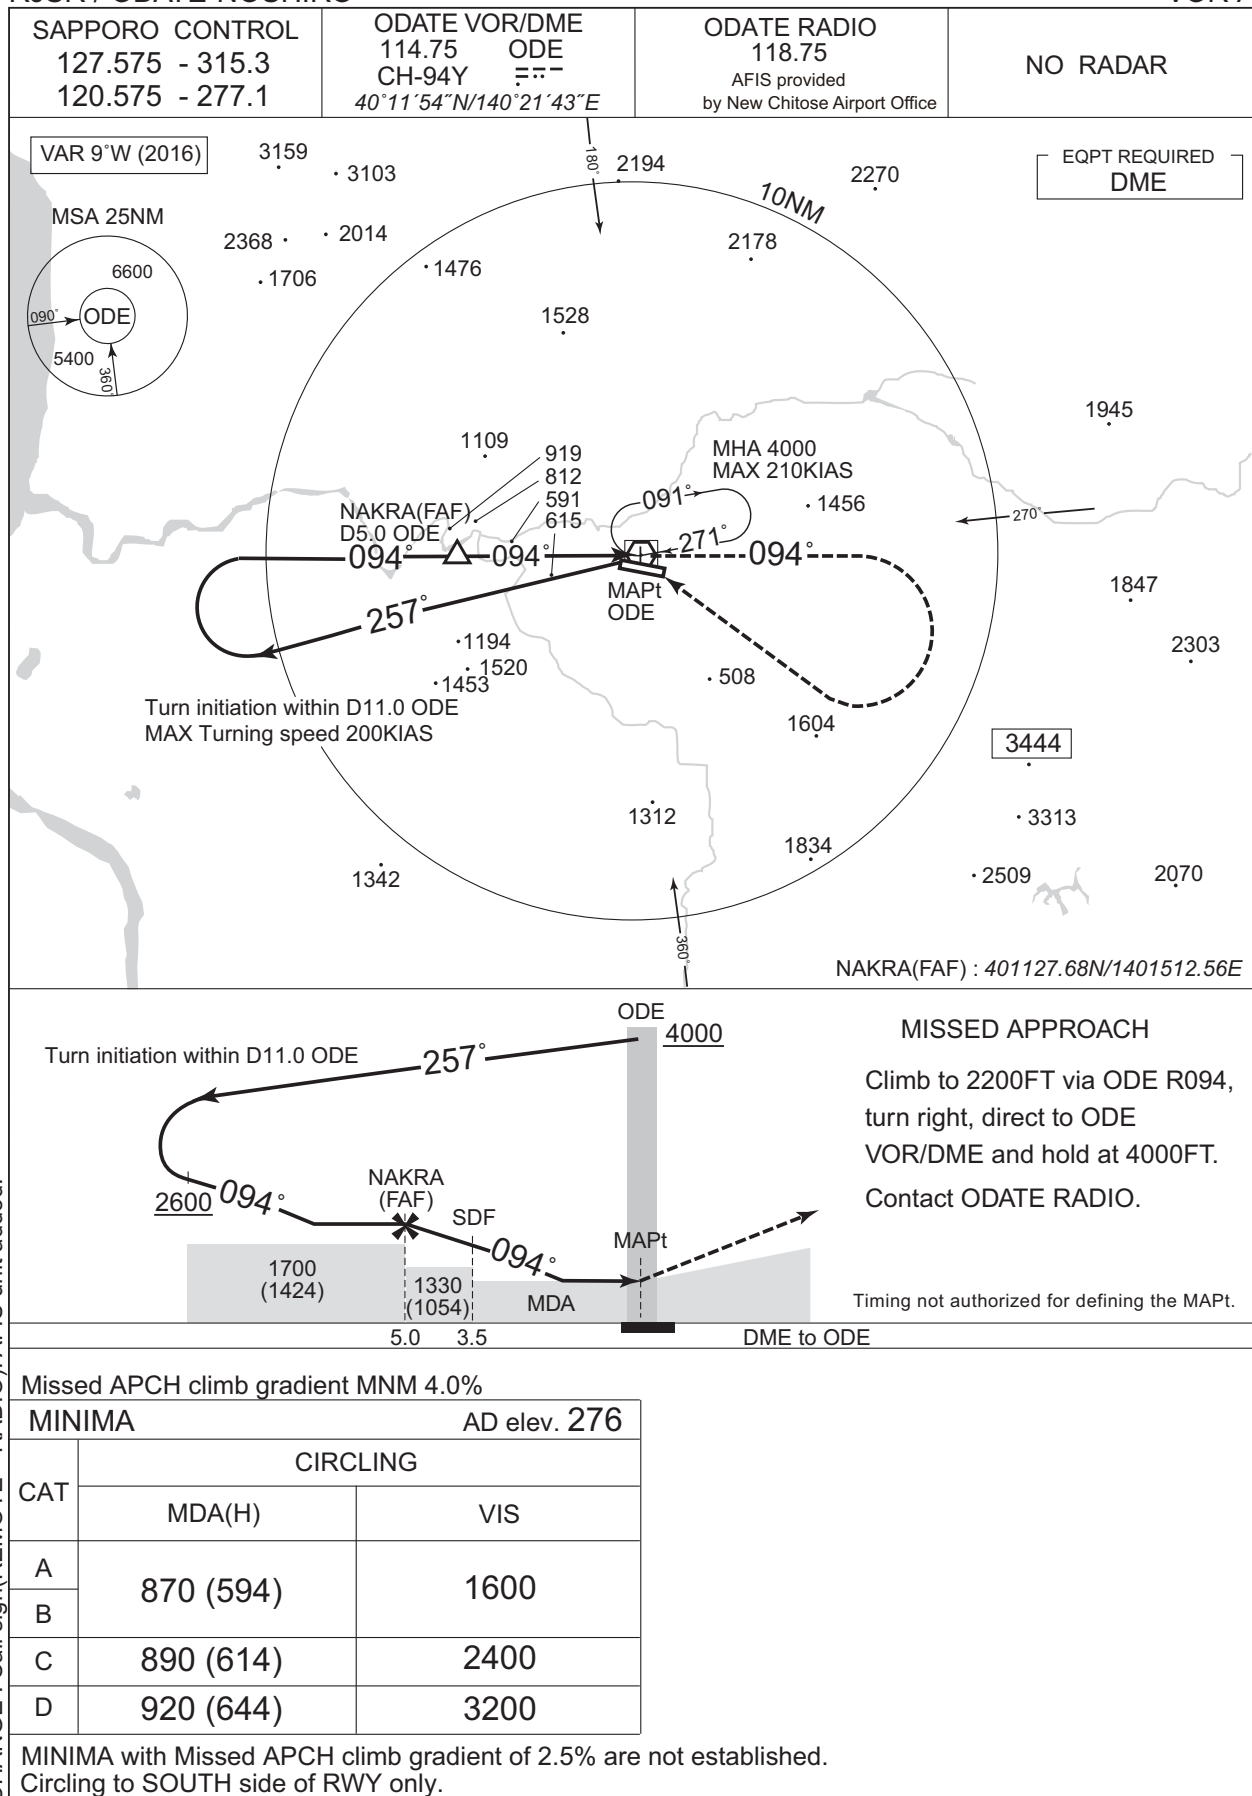 SAPPORO CONTROL
127.575 - 315.3
120.575 - 277.1
ODATE VOR/DME
114.75 ODE
CH-94Y
40°11´54˝N/140°21´43˝E
ODATE RADIO
118.75
AFIS provided
by New Chitose Airport Office
NO RADAR
VAR 9°W (2016)
EQPT REQUIRED
DME
MSA 25NM
6600
090°
ODE
5400
360°
3159
3103
2368
2014
1706
1476
180°
2194
10NM
2270
2178
1528
1945
1109
919
812
591
615
MHA 4000
MAX 210KIAS
091°
271°
1456
270°
NAKRA(FAF)
D5.0 ODE
094°
094°
094°
257°
MAPt
ODE
1847
2303
1194
1520
1453
508
Turn initiation within D11.0 ODE
MAX Turning speed 200KIAS
1604
3444
1312
3313
1834
1342
2509
2070
360°
NAKRA(FAF) : 401127.68N/1401512.56E
ODE
4000
Turn initiation within D11.0 ODE
257°
2600
094°
NAKRA
(FAF)
SDF
094°
MAPt
1700
(1424)
1330
(1054)
MDA
5.0
3.5
DME to ODE
MISSED APPROACH
Climb to 2200FT via ODE R094,
turn right, direct to ODE
VOR/DME and hold at 4000FT.
Contact ODATE RADIO.
Timing not authorized for defining the MAPt.
Missed APCH climb gradient MNM 4.0%
MINIMA AD elev. 276
CAT
CIRCLING
MDA(H) VIS
A
B
870 (594) 1600
C 890 (614) 2400
D 920 (644) 3200
MINIMA with Missed APCH climb gradient of 2.5% are not established.
Circling to SOUTH side of RWY only.